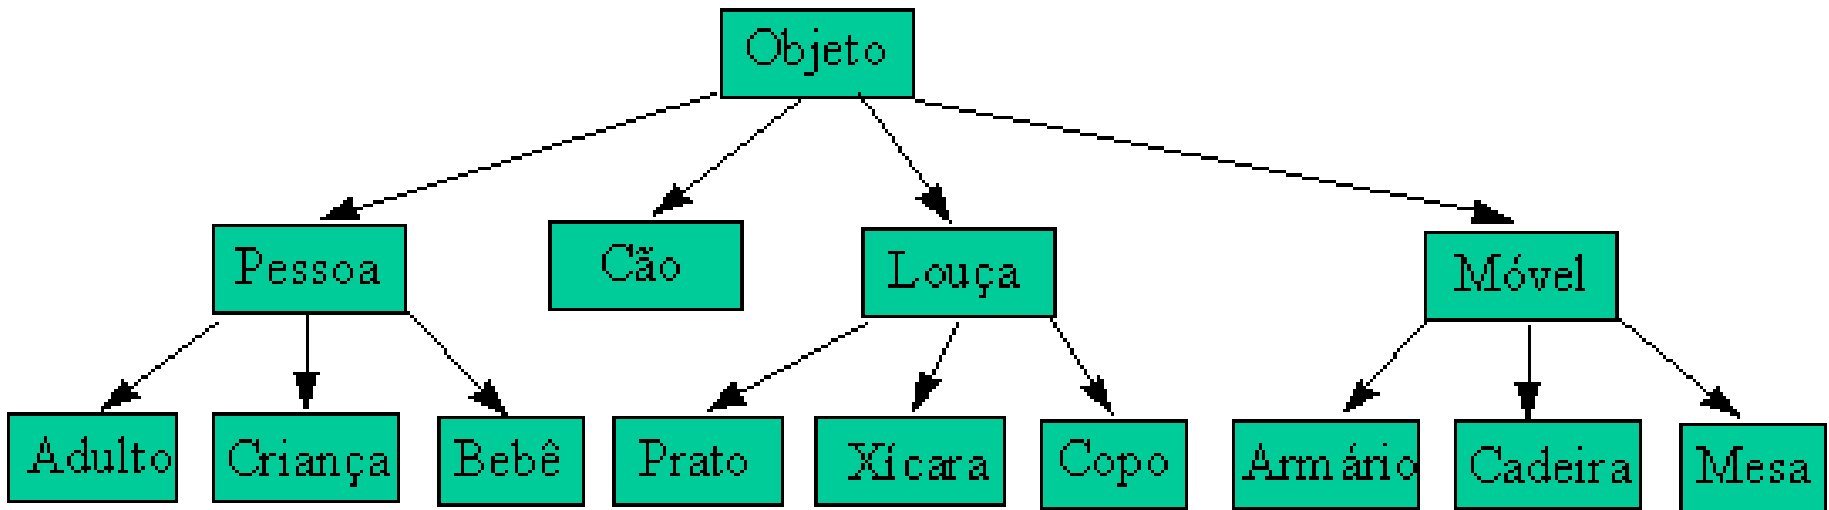 Objeto
Pessoa
Cão
Louça
Móvel
Adulto
Criança
Bebê
Prato
Xícara
Copo
Armário
Cadeira
Mesa